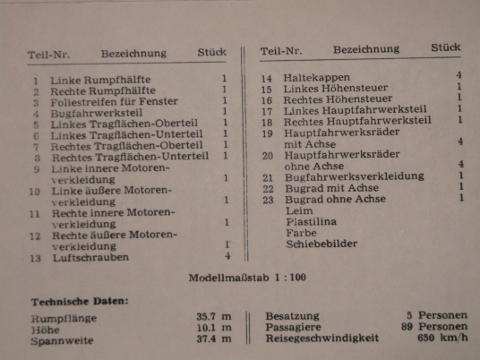 Teil-Nr. Bezeichnung Stück
1 Linke Rumpfhälfte 1
2 Rechte Rumpfhälfte 1
3 Foliestreifen für Fenster 1
4 Bugfahrwerksteil 1
5 Linkes Tragflächen-Oberteil 1
6 Linkes Tragflächen-Unterteil 1
7 Rechtes Tragflächen-Oberteil 1
8 Rechtes Tragflächen-Unterteil 1
9 Linke innere Motoren-
verkleidung 1
10 Linke äußere Motoren-
verkleidung 1
11 Rechte innere Motoren-
verkleidung 1
12 Rechte äußere Motoren-
verkleidung 1
13 Luftschrauben 4
Teil-Nr. Bezeichnung Stück
14 Haltekappen 4
15 Linkes Höhensteuer 1
16 Rechtes Höhensteuer 1
17 Linkes Hauptfahrwerksteil 1
18 Rechtes Hauptfahrwerksteil 1
19 Hauptfahrwerksräder
mit Achse 4
20 Hauptfahrwerksräder
ohne Achse 4
21 Bugfahrwerksverkleidung 1
22 Bugrad mit Achse 1
23 Bugrad ohne Achse 1
Leim
Plastilina
Farbe
Schiebebilder
Modellmaßstab 1 : 100
Technische Daten:
Rumpflänge 35.7 m
Höhe 10.1 m
Spannweite 37.4 m
Besatzung 5 Personen
Passagiere 89 Personen
Reisegeschwindigkeit 650 km/h